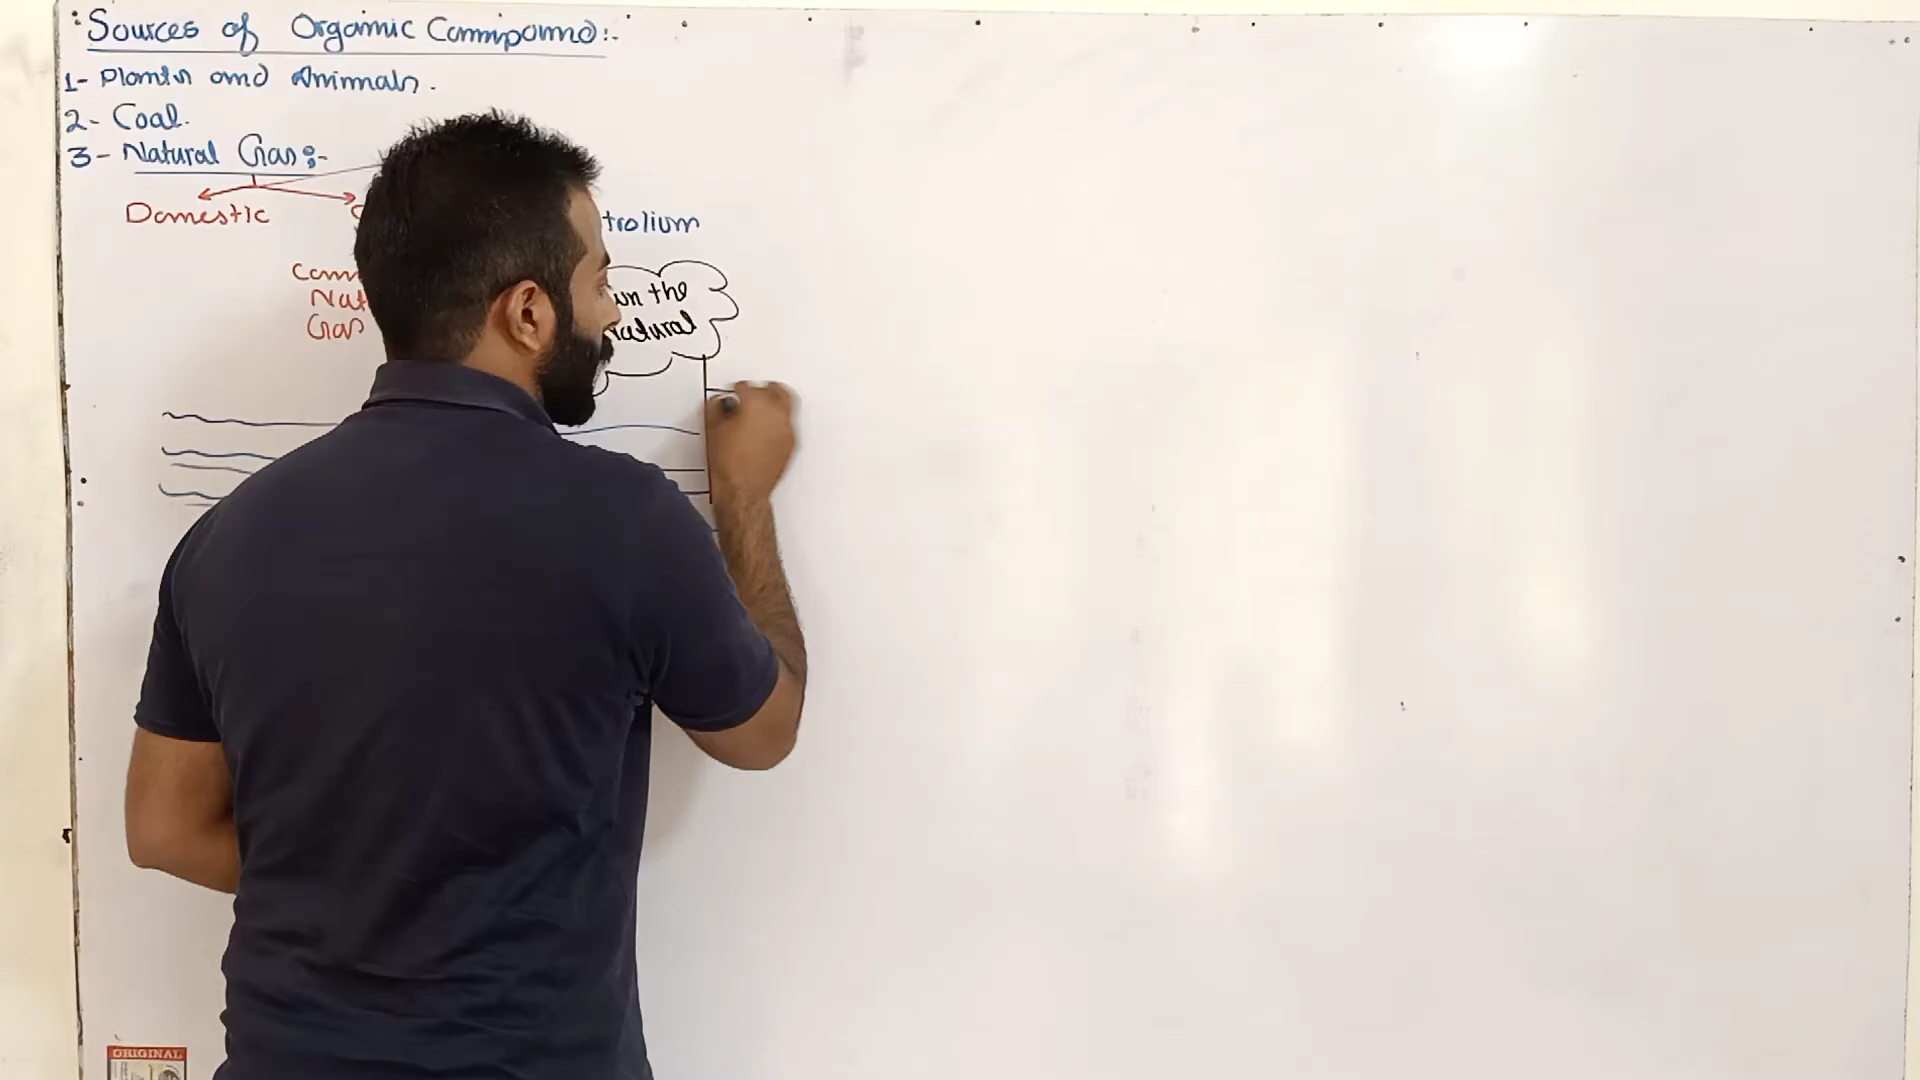 Sources of Organic Compound:-
1- Plants and Animals.
2- Coal.
3- Natural Gas:-
Domestic
trolium
Com
Nat
Gas
un the
natural
ORIGINAL